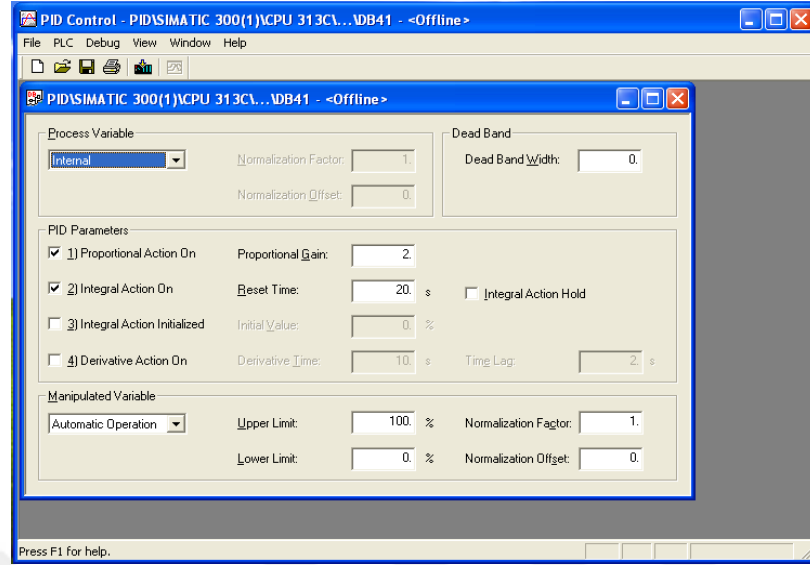 PID Control - PID\SIMATIC 300(1)\CPU 313C\...\DB41 - <Offline>
File PLC Debug View Window Help
PID\SIMATIC 300(1)\CPU 313C\...\DB41 - <Offline>
Process Variable Dead Band
Internal Normalization Factor: 1. Dead Band Width: 0.
Normalization Offset: 0.
PID Parameters
1) Proportional Action On Proportional Gain: 2.
2) Integral Action On Reset Time: 20. s Integral Action Hold
3) Integral Action Initialized Initial Value: 0. %
4) Derivative Action On Derivative Time: 10. s Time Lag: 2. s
Manipulated Variable
Automatic Operation Upper Limit: 100. % Normalization Factor: 1.
Lower Limit: 0. % Normalization Offset: 0.
Press F1 for help.